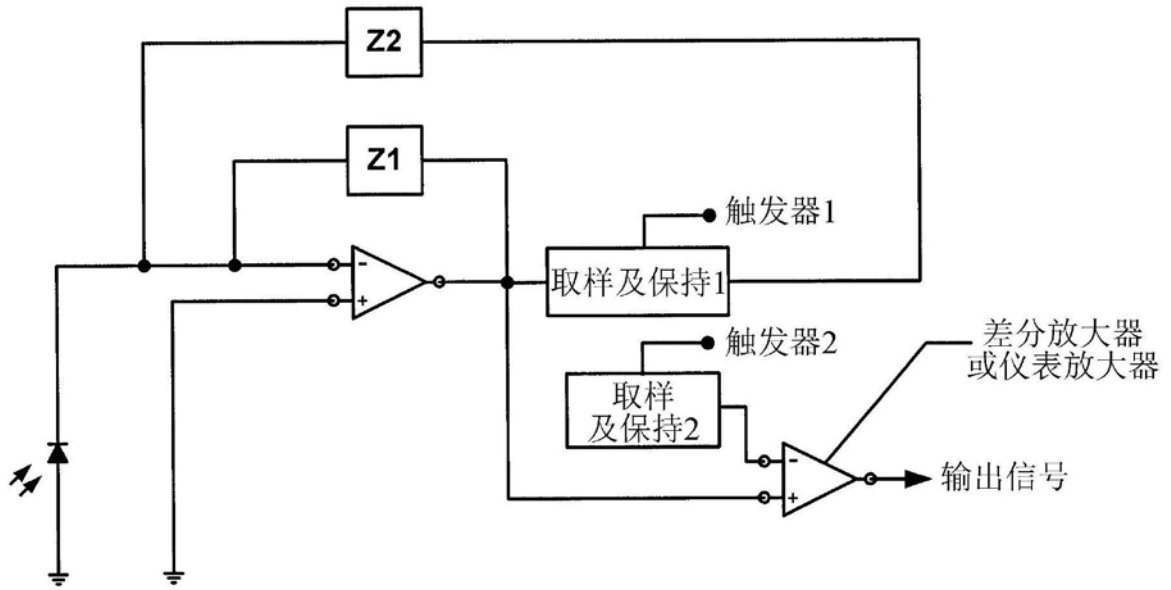 Z2
Z1
触发器1
-
+
取样及保持1
触发器2
差分放大器
或仪表放大器
取样
及保持2
-
+
输出信号